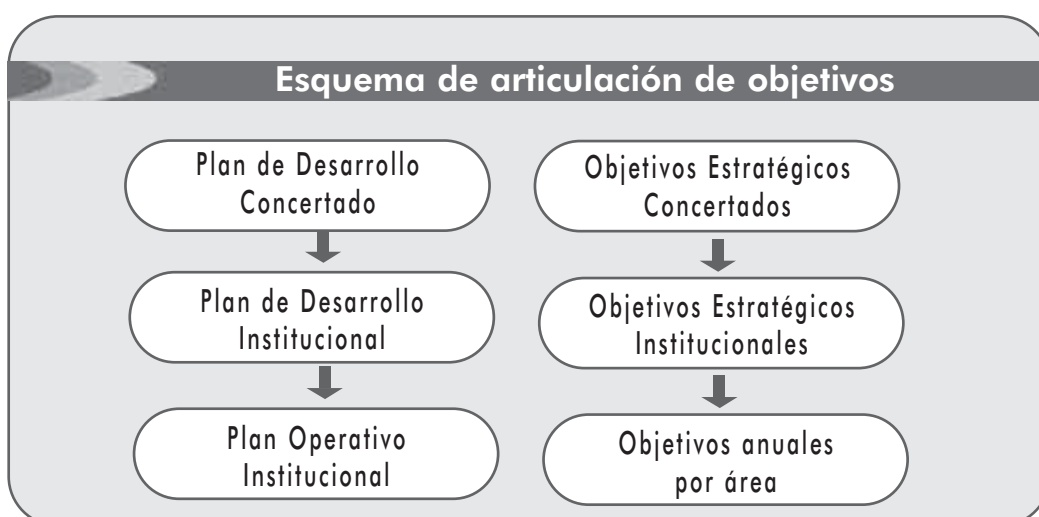 Esquema de articulación de objetivos
Plan de Desarrollo
Concertado
Objetivos Estratégicos
Concertados
Plan de Desarrollo
Institucional
Objetivos Estratégicos
Institucionales
Plan Operativo
Institucional
Objetivos anuales
por área